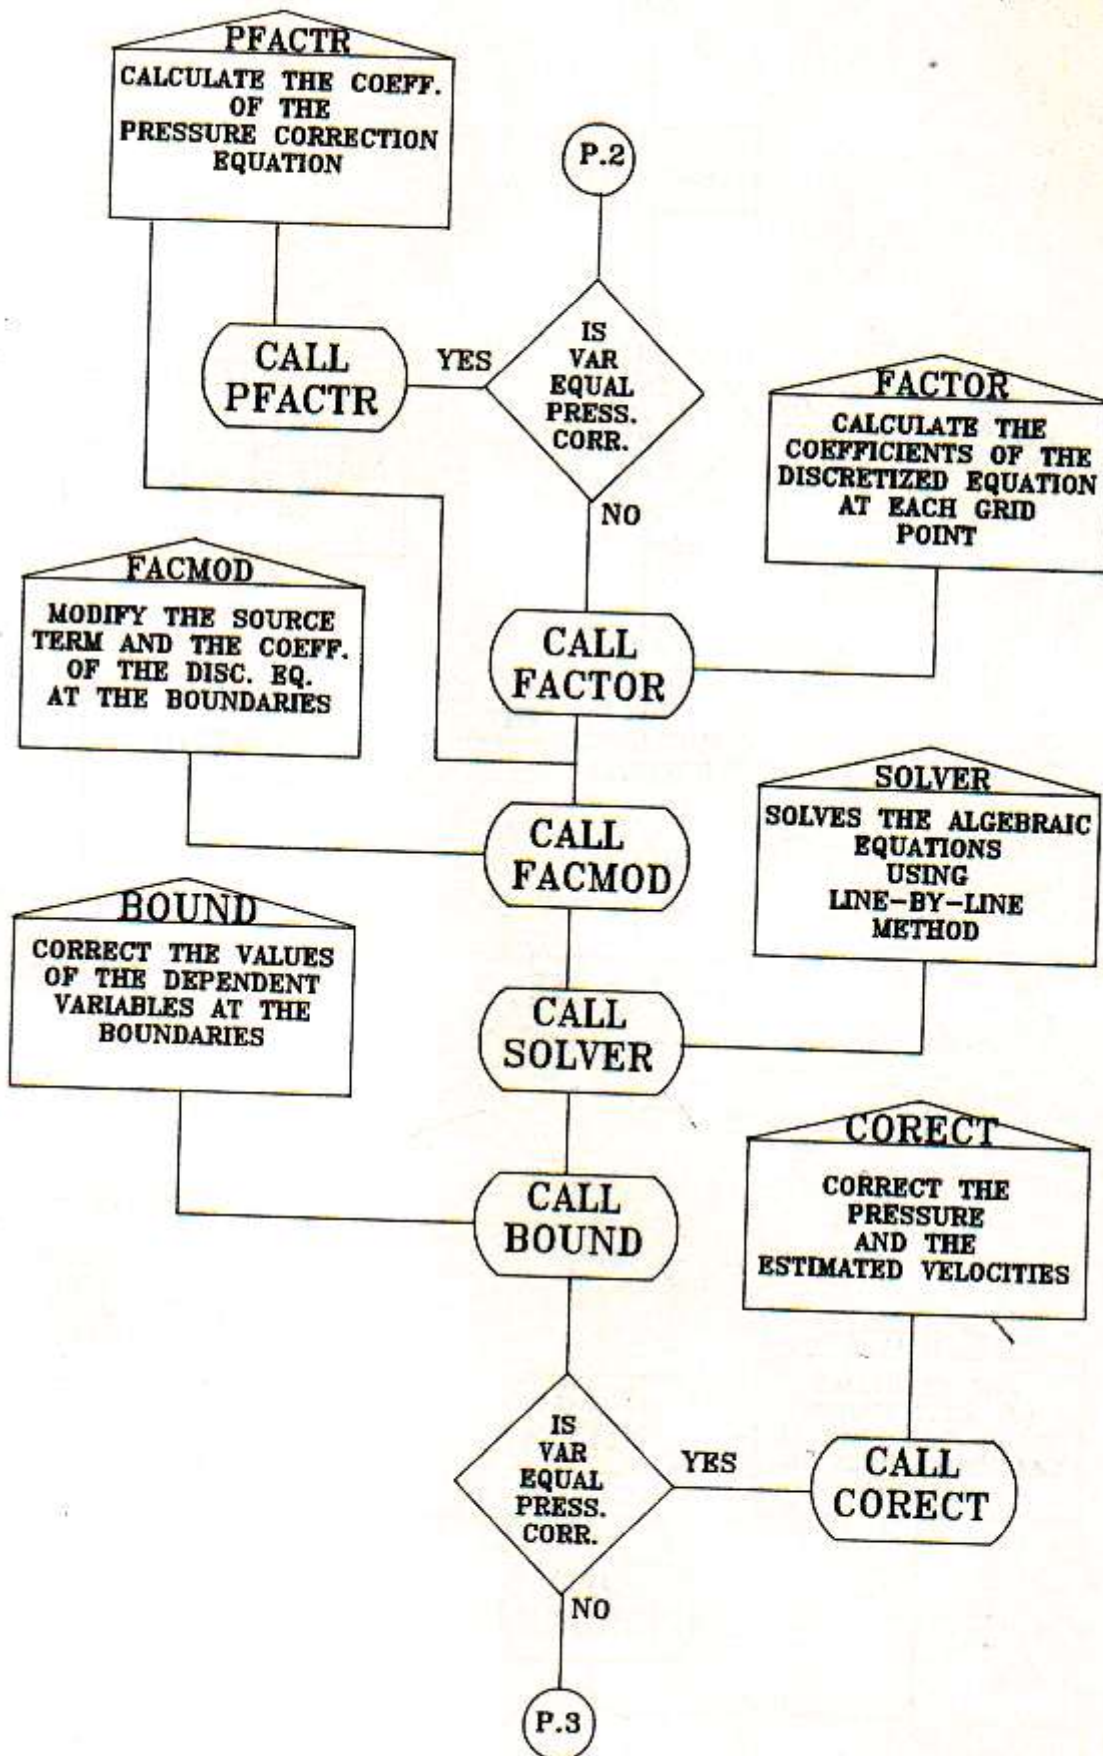 PFACTR
CALCULATE THE COEFF.
OF THE
PRESSURE CORRECTION
EQUATION
P.2
IS
VAR
EQUAL
PRESS.
CORR.
YES
CALL
PFACTR
NO
FACTOR
CALCULATE THE
COEFFICIENTS OF THE
DISCRETIZED EQUATION
AT EACH GRID
POINT
CALL
FACTOR
FACMOD
MODIFY THE SOURCE
TERM AND THE COEFF.
OF THE DISC. EQ.
AT THE BOUNDARIES
CALL
FACMOD
SOLVER
SOLVES THE ALGEBRAIC
EQUATIONS
USING
LINE-BY-LINE
METHOD
CALL
SOLVER
BOUND
CORRECT THE VALUES
OF THE DEPENDENT
VARIABLES AT THE
BOUNDARIES
CALL
BOUND
CORECT
CORRECT THE
PRESSURE
AND THE
ESTIMATED VELOCITIES
IS
VAR
EQUAL
PRESS.
CORR.
YES
CALL
CORECT
NO
P.3